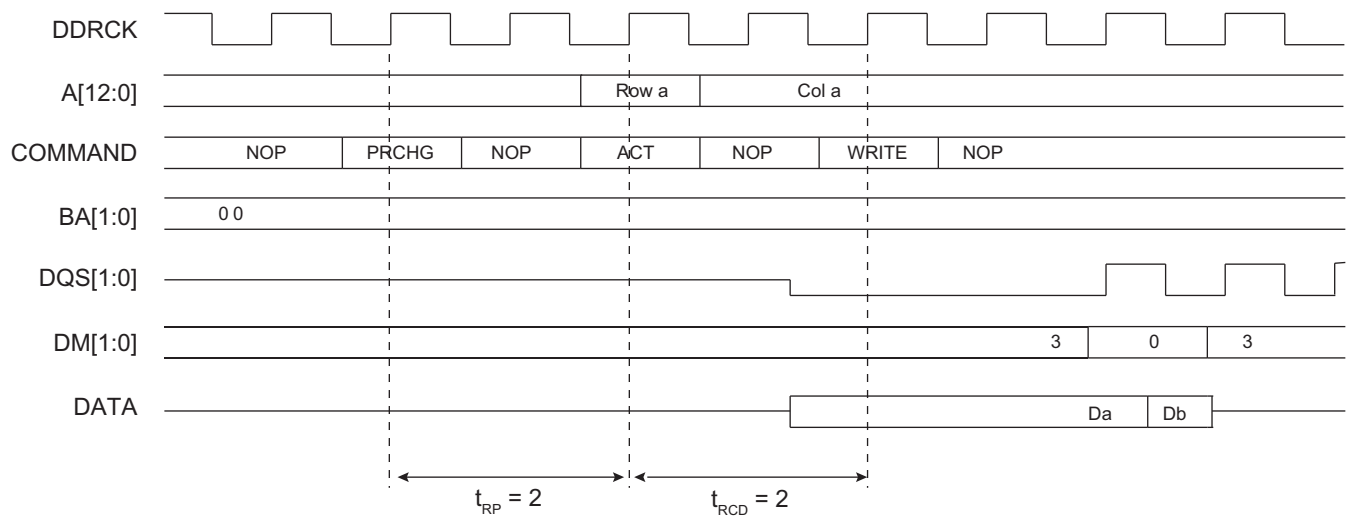 DDRCK
A[12:0] Row a Col a
COMMAND NOP PRCHG NOP ACT NOP WRITE NOP
BA[1:0] 0 0
DQS[1:0]
DM[1:0] 3 0 3
DATA Da Db
tRP = 2 tRCD = 2